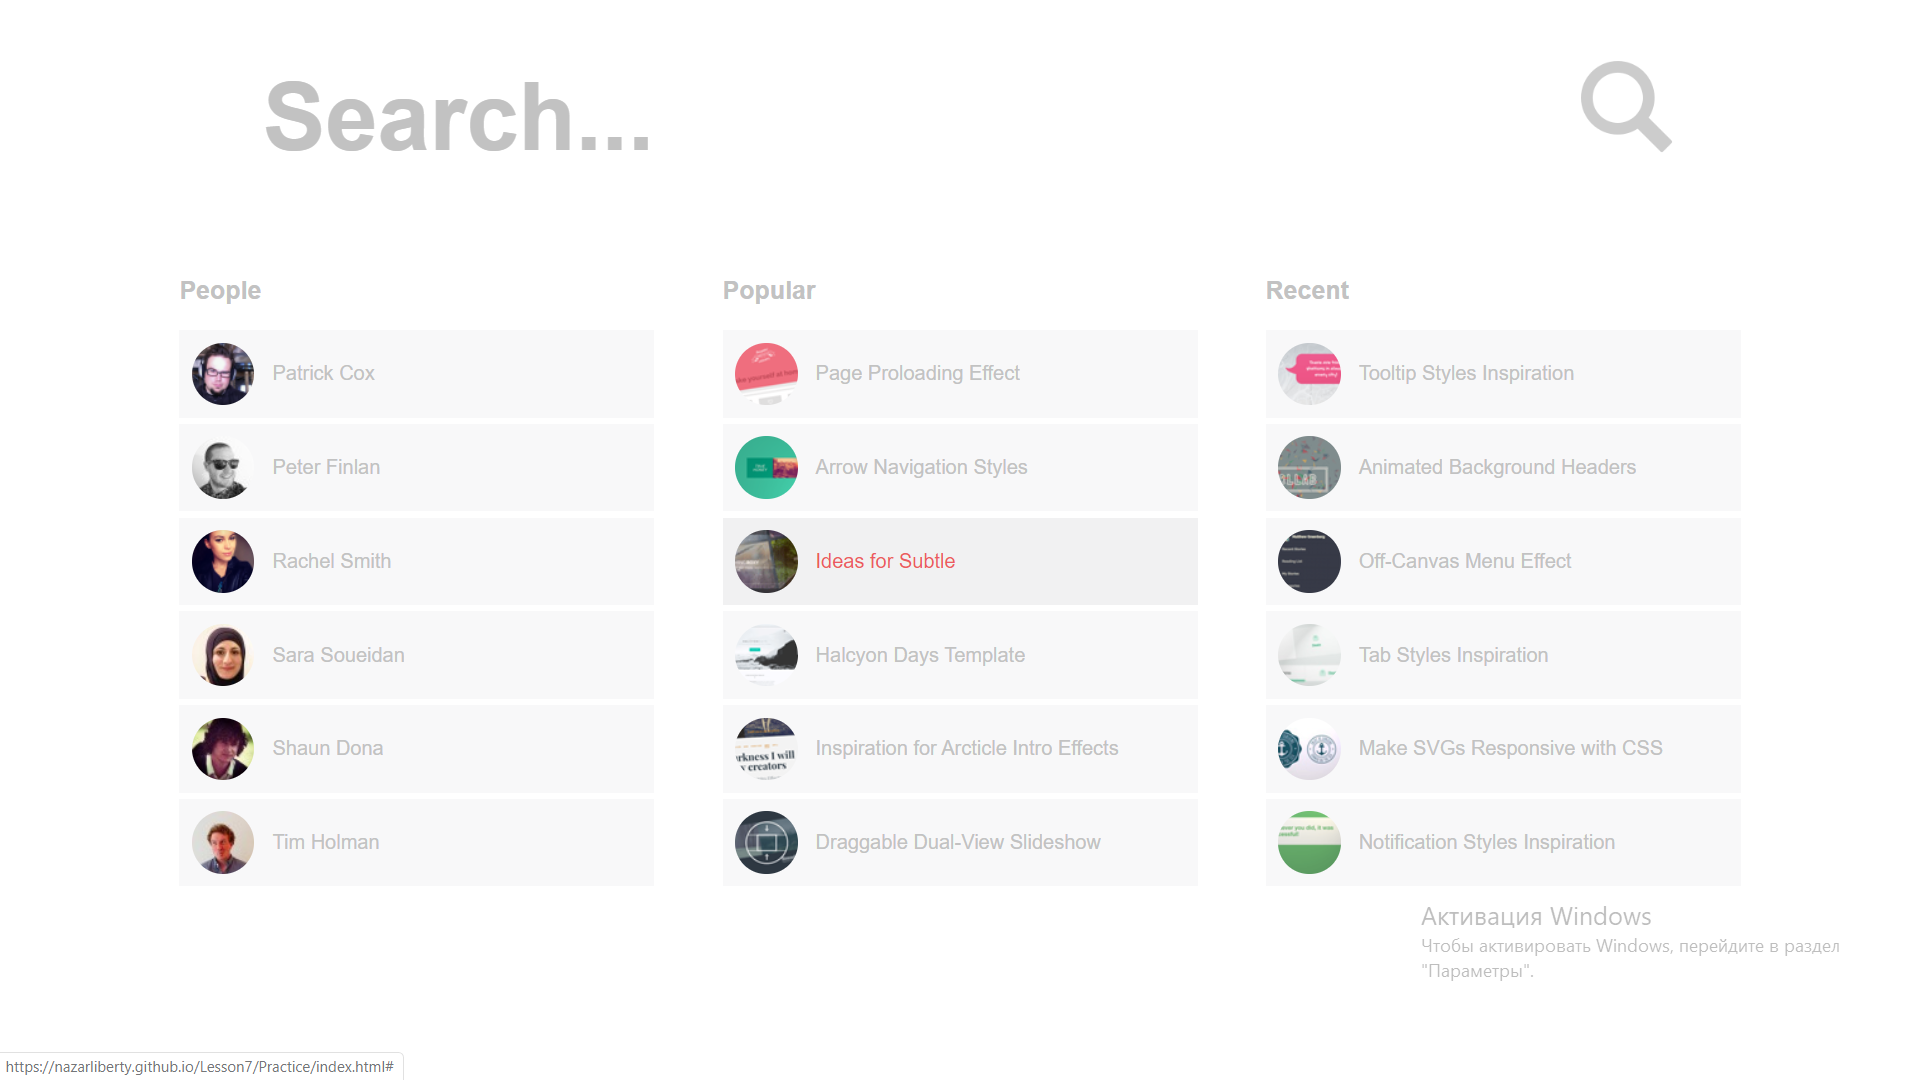 Search...
People
Patrick Cox
Peter Finlan
Rachel Smith
Sara Soueidan
Shaun Dona
Tim Holman
Popular
Page Proloading Effect
Arrow Navigation Styles
Ideas for Subtle
Halcyon Days Template
Inspiration for Arcticle Intro Effects
Draggable Dual-View Slideshow
Recent
Tooltip Styles Inspiration
Animated Background Headers
Off-Canvas Menu Effect
Tab Styles Inspiration
Make SVGs Responsive with CSS
Notification Styles Inspiration
Активация Windows
Чтобы активировать Windows, перейдите в раздел
"Параметры".
https://nazarliberty.github.io/Lesson7/Practice/index.html#